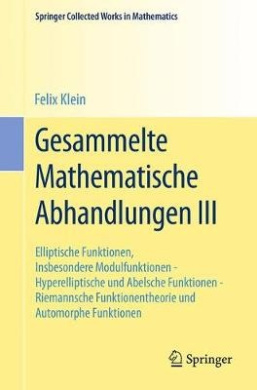 Springer Collected Works in Mathematics
Felix Klein
Gesammelte
Mathematische
Abhandlungen III
Elliptische Funktionen,
Insbesondere Modulfunktionen -
Hyperelliptische und Abelsche Funktionen -
Riemannsche Funktionentheorie und
Automorphe Funktionen
Springer